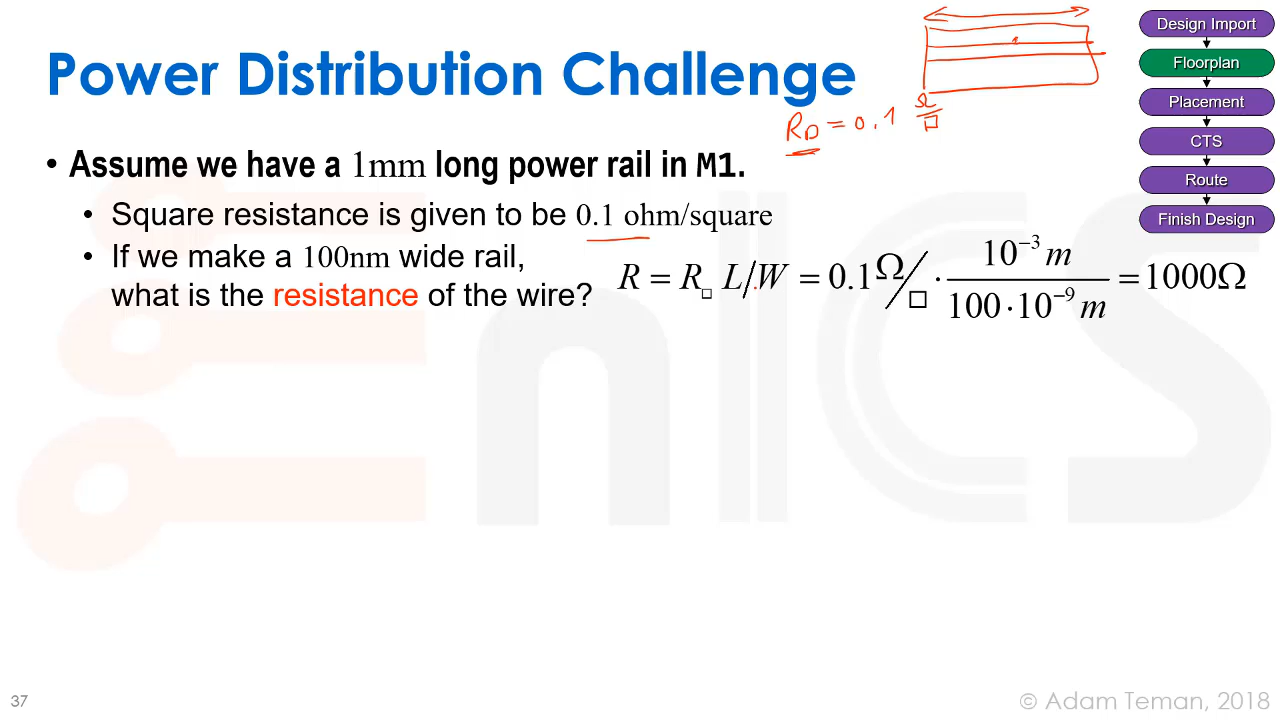 Power Distribution Challenge
R□ = 0.1 Ω/□
• Assume we have a 1mm long power rail in M1.
• Square resistance is given to be 0.1 ohm/square
• If we make a 100nm wide rail,
what is the resistance of the wire?
R = R□ L/W = 0.1 Ω/□ · 10⁻³ m / 100·10⁻⁹ m = 1000Ω
Design Import
Floorplan
Placement
CTS
Route
Finish Design
enICS
37
© Adam Teman, 2018